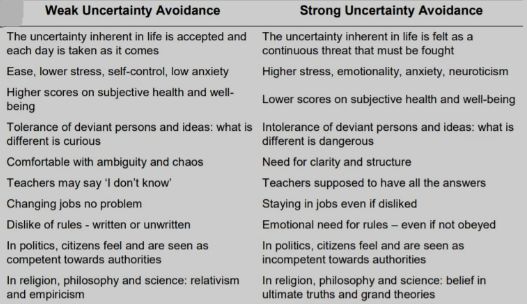 Weak Uncertainty Avoidance
Strong Uncertainty Avoidance
The uncertainty inherent in life is accepted and
each day is taken as it comes
The uncertainty inherent in life is felt as a
continuous threat that must be fought
Ease, lower stress, self-control, low anxiety
Higher stress, emotionality, anxiety, neuroticism
Higher scores on subjective health and well-
being
Lower scores on subjective health and well-being
Tolerance of deviant persons and ideas: what is
different is curious
Intolerance of deviant persons and ideas: what is
different is dangerous
Comfortable with ambiguity and chaos
Need for clarity and structure
Teachers may say ‘I don’t know’
Teachers supposed to have all the answers
Changing jobs no problem
Staying in jobs even if disliked
Dislike of rules - written or unwritten
Emotional need for rules – even if not obeyed
In politics, citizens feel and are seen as
competent towards authorities
In politics, citizens feel and are seen as
incompetent towards authorities
In religion, philosophy and science: relativism
and empiricism
In religion, philosophy and science: belief in
ultimate truths and grand theories